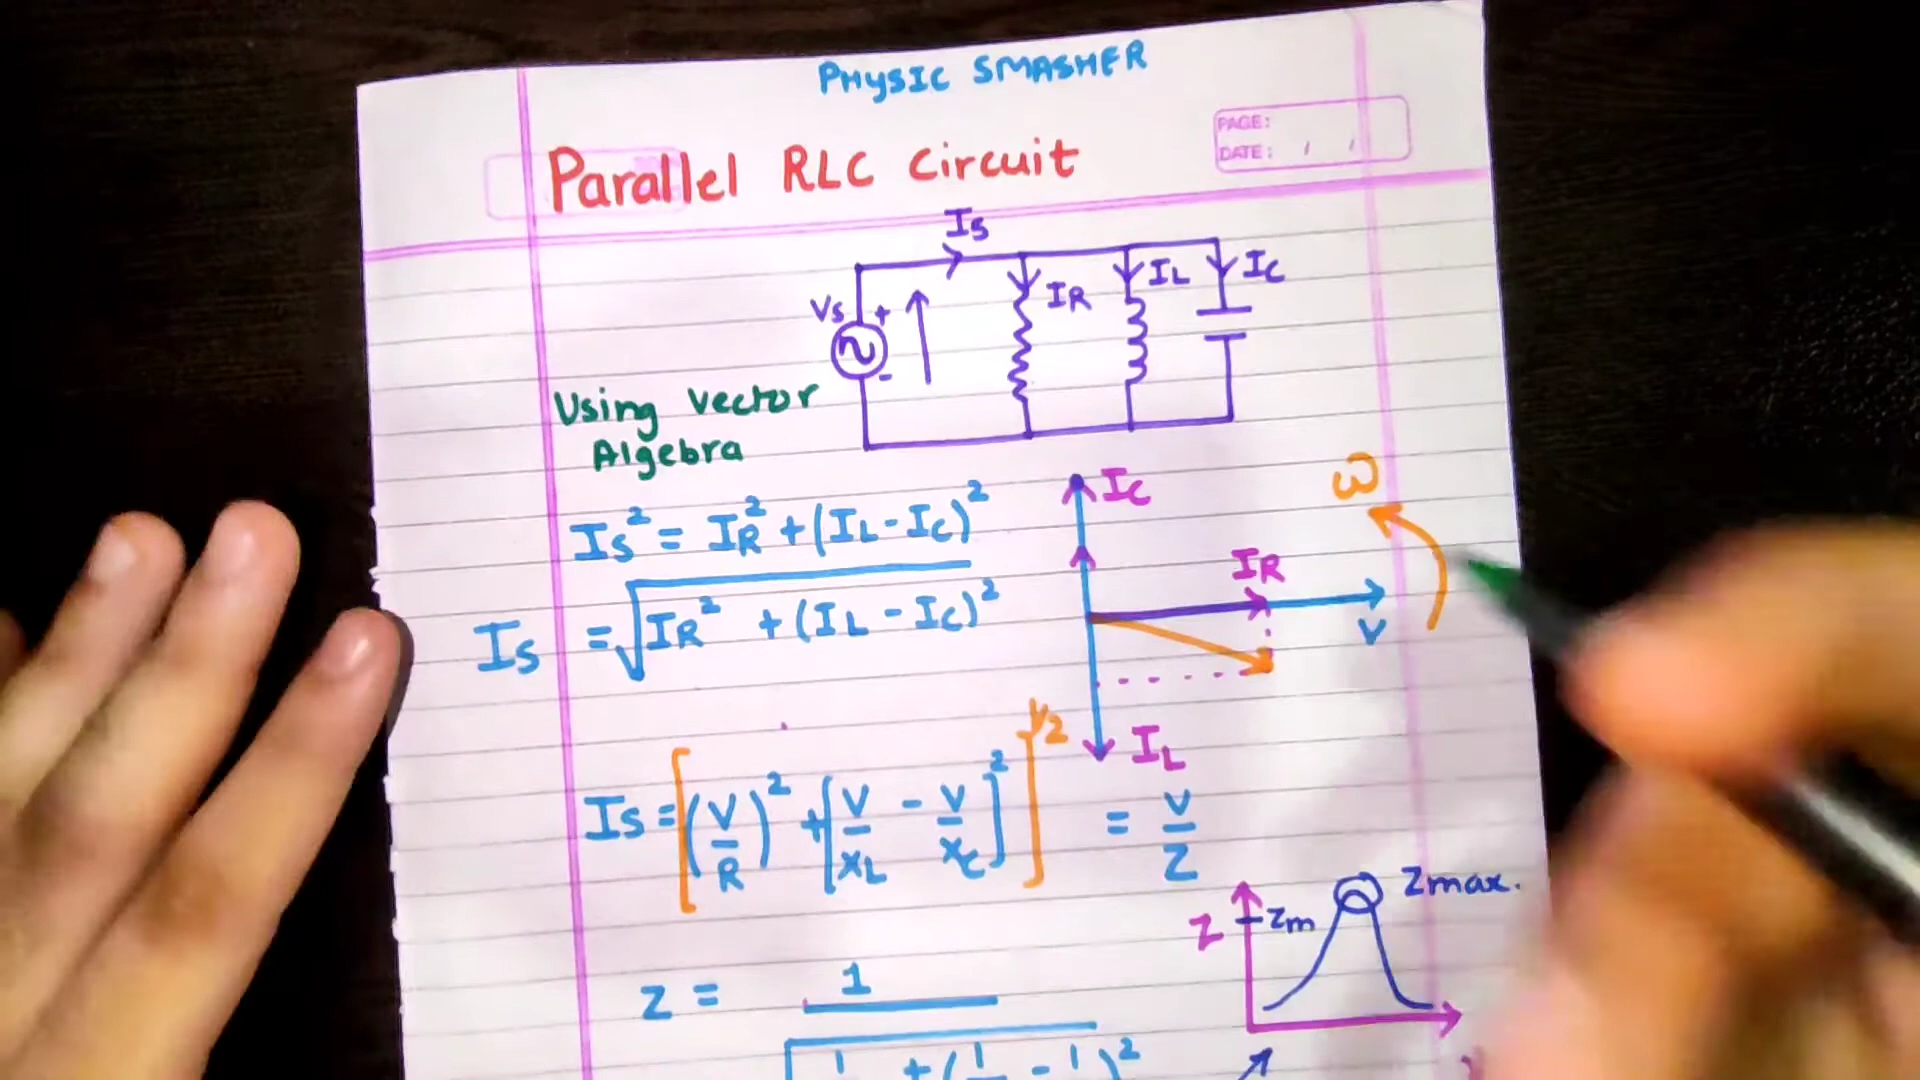 PHYSIC SMASHER
PAGE:
DATE: / /
Parallel RLC Circuit
Is
Vs + -
IR
IL
Ic
Using Vector
Algebra
Is² = IR² + (IL - Ic)²
Is = √IR² + (IL - Ic)²
Ic
ω
IR
V
IL
Is = [(V/R)² + [V/XL - V/Xc]²]^1/2 = V/Z
Z
Zm
Zmax.
Z = 1